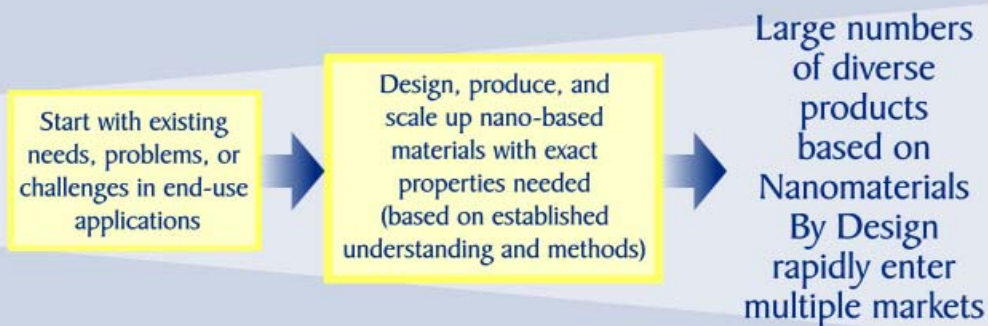 Start with existing
needs, problems, or
challenges in end-use
applications
Design, produce, and
scale up nano-based
materials with exact
properties needed
(based on established
understanding and methods)
Large numbers
of diverse
products
based on
Nanomaterials
By Design
rapidly enter
multiple markets